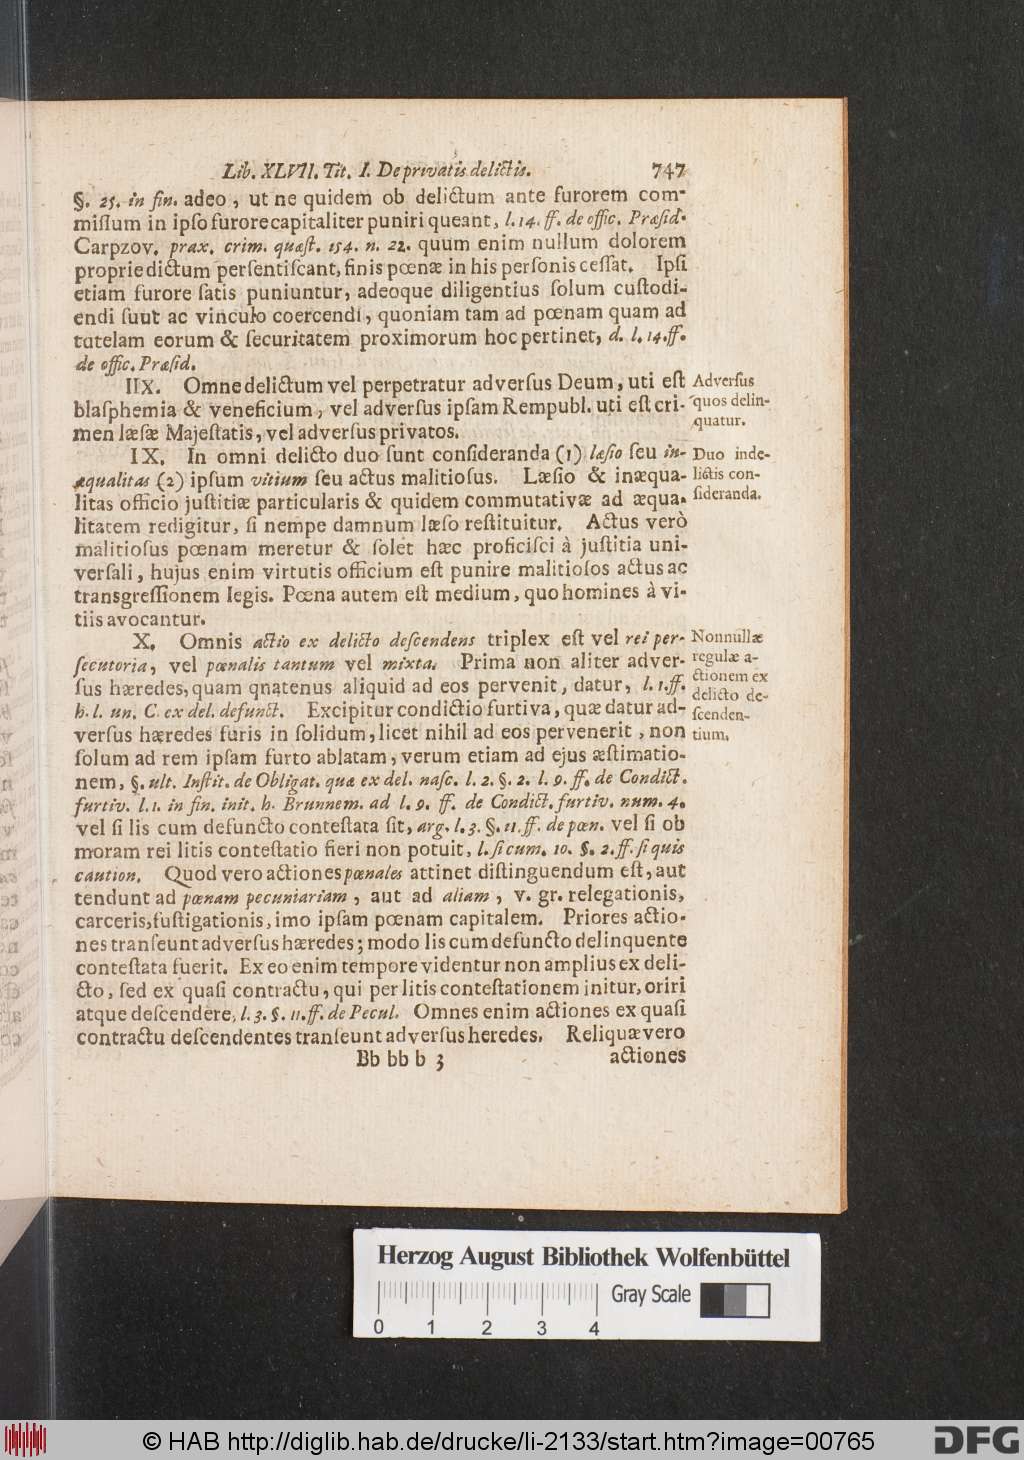 Lib. XLVII. Tit. I. De privatis delictis. 747
§. 25. in fin. adeo, ut ne quidem ob delictum ante furorem com-
miſſum in ipſo furore capitaliter puniri queant, l. 14. ff. de offic. Præſid.
Carpzov. prax. crim. quæſt. 154. n. 22. quum enim nullum dolorem
proprie dictum perſentiſcant, finis pœnæ in his perſonis ceſſat. Ipſi
etiam furore ſatis puniuntur, adeoque diligentius ſolum cuſtodi-
endi ſuut ac vinculo coercendi, quoniam tam ad pœnam quam ad
tutelam eorum & ſecuritatem proximorum hoc pertinet, d. l. 14. ff.
de offic. Præſid.
IIX. Omne delictum vel perpetratur adverſus Deum, uti eſt
blaſphemia & veneficium, vel adverſus ipſam Rempubl. uti eſt cri-
men læſæ Majeſtatis, vel adverſus privatos.
Adverſus
quos delin-
quatur.
IX. In omni delicto duo ſunt conſideranda (1) læſio ſeu in-
æqualitas (2) ipſum vitium ſeu actus malitioſus. Læſio & inæqua-
litas officio juſtitiæ particularis & quidem commutativæ ad æqua-
litatem redigitur, ſi nempe damnum læſo reſtituitur. Actus verò
malitioſus pœnam meretur & ſolet hæc proficiſci à juſtitia uni-
verſali, hujus enim virtutis officium eſt punire malitioſos actus ac
transgreſſionem legis. Pœna autem eſt medium, quo homines à vi-
tiis avocantur.
Duo inde-
lictis con-
ſideranda.
X. Omnis actio ex delicto deſcendens triplex eſt vel rei per-
ſecutoria, vel pœnalis tantum vel mixta. Prima non aliter adver-
ſus hæredes, quam qnatenus aliquid ad eos pervenit, datur, l. 1. ff.
h. l. un. C. ex del. defunct. Excipitur condictio furtiva, quæ datur ad-
verſus hæredes furis in ſolidum, licet nihil ad eos pervenerit, non
ſolum ad rem ipſam furto ablatam, verum etiam ad ejus æſtimatio-
nem, §. ult. Inſtit. de Obligat. quæ ex del. naſc. l. 2. §. 2. l. 9. ff. de Condict.
furtiv. l. 1. in fin. init. h. Brunnem. ad l. 9. ff. de Condict. furtiv. num. 4.
vel ſi lis cum defuncto conteſtata ſit, arg. l. 3. §. 11. ff. de pœn. vel ſi ob
moram rei litis conteſtatio fieri non potuit, l. ſi cum. 10. §. 2. ff. ſi quis
caution. Quod vero actiones pœnales attinet diſtinguendum eſt, aut
tendunt ad pœnam pecuniariam, aut ad aliam, v. gr. relegationis,
carceris, fuſtigationis, imo ipſam pœnam capitalem. Priores actio-
nes tranſeunt adverſus hæredes; modo lis cum defuncto delinquente
conteſtata fuerit. Ex eo enim tempore videntur non amplius ex deli-
cto, ſed ex quaſi contractu, qui per litis conteſtationem initur, oriri
atque deſcendere, l. 3. §. 11. ff. de Pecul. Omnes enim actiones ex quaſi
contractu deſcendentes tranſeunt adverſus heredes. Reliquæ vero
Nonnullæ
regulæ a-
ctionem ex
delicto de-
ſcenden-
tium.
Bb bb b 3 actiones
Herzog August Bibliothek Wolfenbüttel
Gray Scale
0 1 2 3 4
© HAB http://diglib.hab.de/drucke/li-2133/start.htm?image=00765
DFG